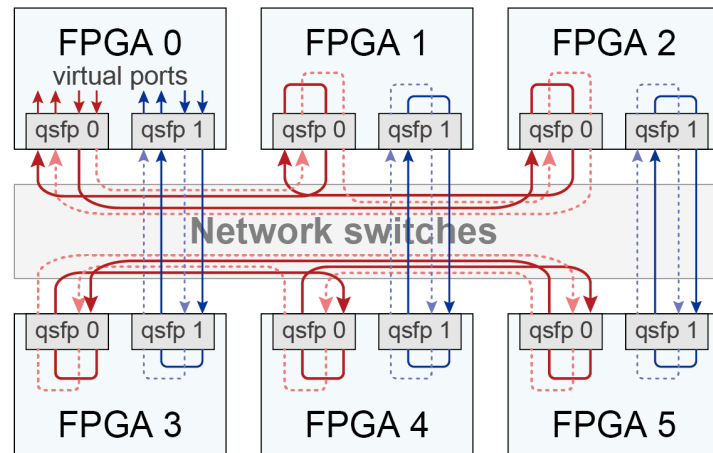 FPGA 0
FPGA 1
FPGA 2
virtual ports
qsfp 0
qsfp 1
qsfp 0
qsfp 1
qsfp 0
qsfp 1
Network switches
qsfp 0
qsfp 1
qsfp 0
qsfp 1
qsfp 0
qsfp 1
FPGA 3
FPGA 4
FPGA 5